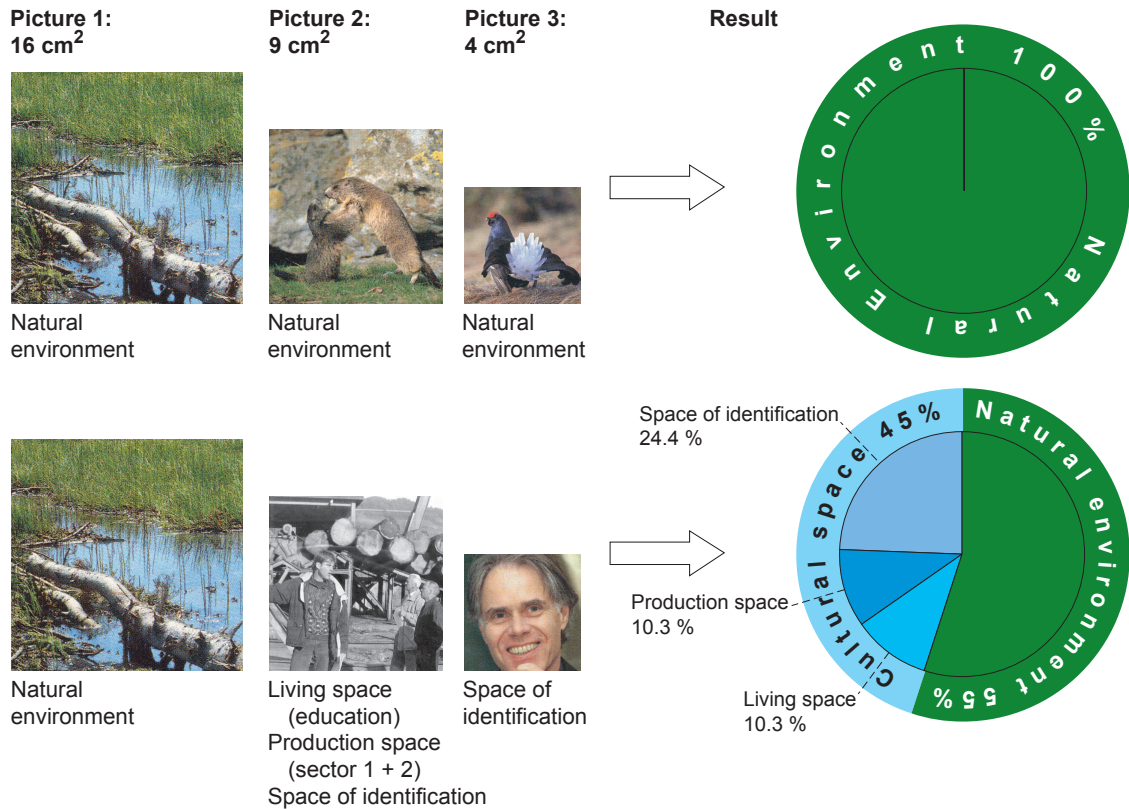 Picture 1:
16 cm²
Picture 2:
9 cm²
Picture 3:
4 cm²
Result
Natural
environment
Natural
environment
Natural
environment
Natural Environment 100%
Natural
environment
Living space
(education)
Production space
(sector 1 + 2)
Space of identification
Space of
identification
Space of identification
24.4 %
Production space
10.3 %
Living space
10.3 %
Cultural space 45%
Natural environment 55%